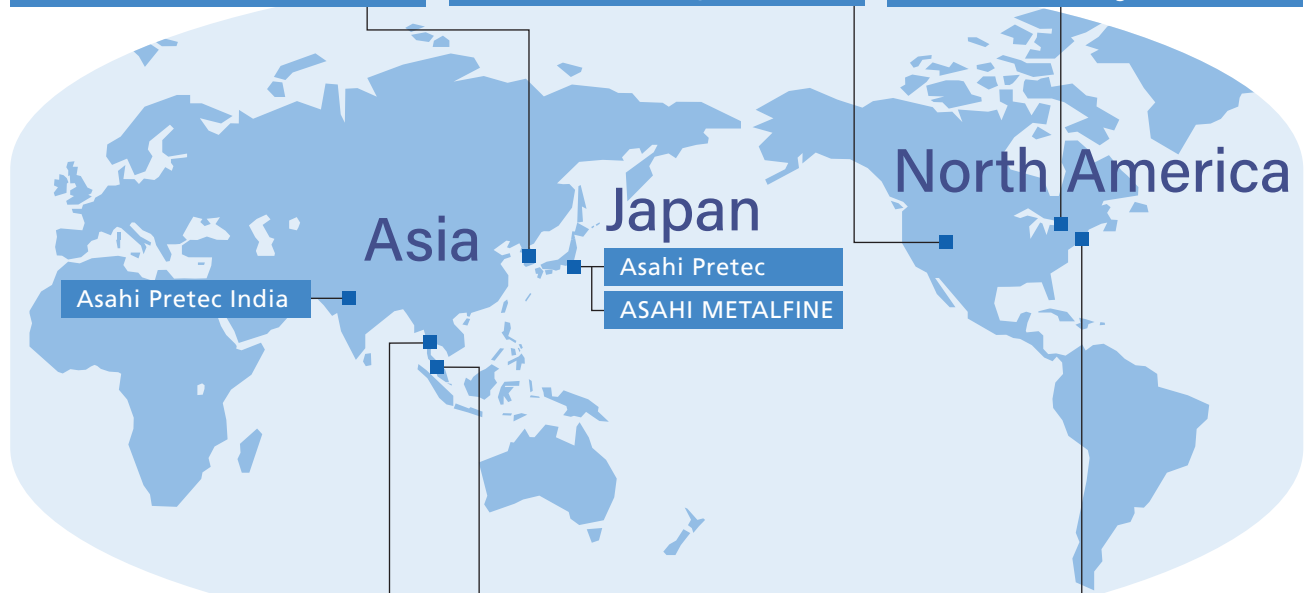 North America
Japan
Asia
Asahi Pretec
Asahi Pretec India
ASAHI METALFINE